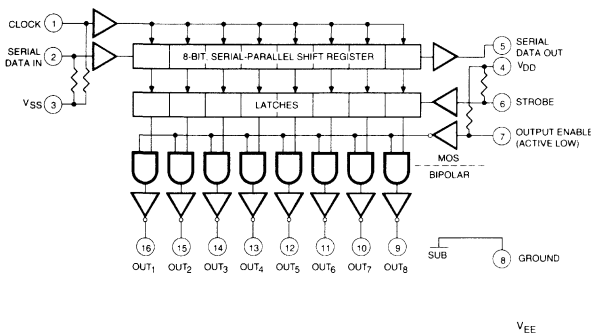 CLOCK 1
SERIAL DATA IN 2
VSS 3
8-BIT, SERIAL-PARALLEL SHIFT REGISTER
5 SERIAL DATA OUT
4 VDD
LATCHES
6 STROBE
7 OUTPUT ENABLE (ACTIVE LOW)
MOS
BIPOLAR
16 15 14 13 12 11 10 9
OUT1 OUT2 OUT3 OUT4 OUT5 OUT6 OUT7 OUT8
SUB
8 GROUND
VEE